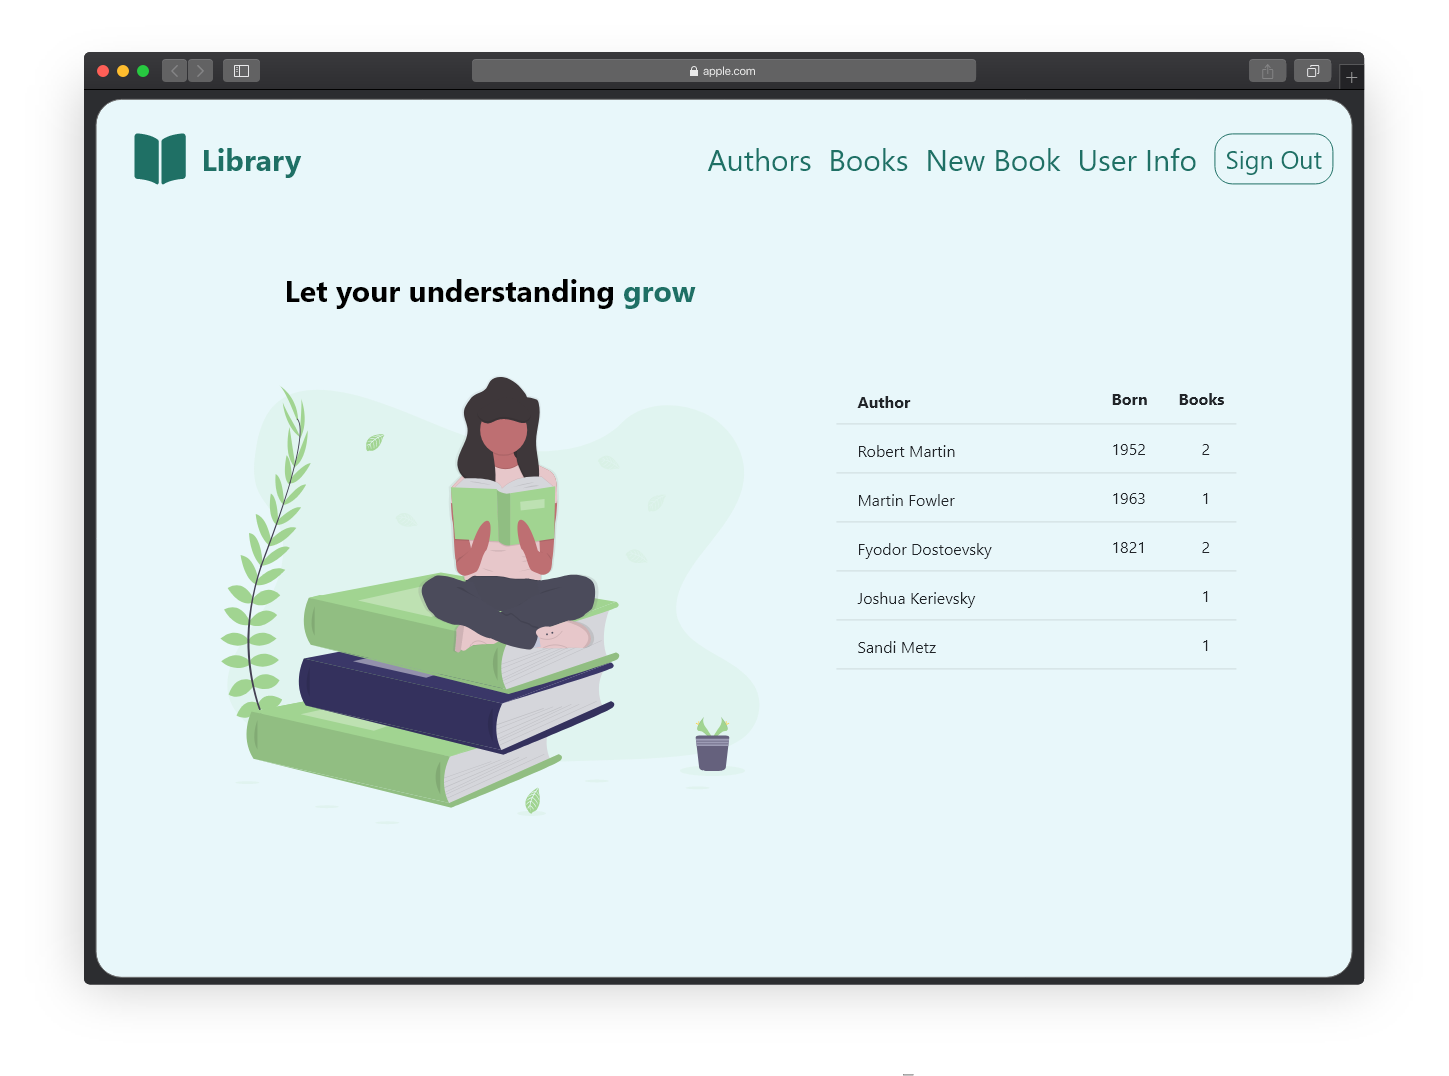 apple.com
Library
Authors Books New Book User Info Sign Out
Let your understanding grow
Author Born Books
Robert Martin 1952 2
Martin Fowler 1963 1
Fyodor Dostoevsky 1821 2
Joshua Kerievsky 1
Sandi Metz 1